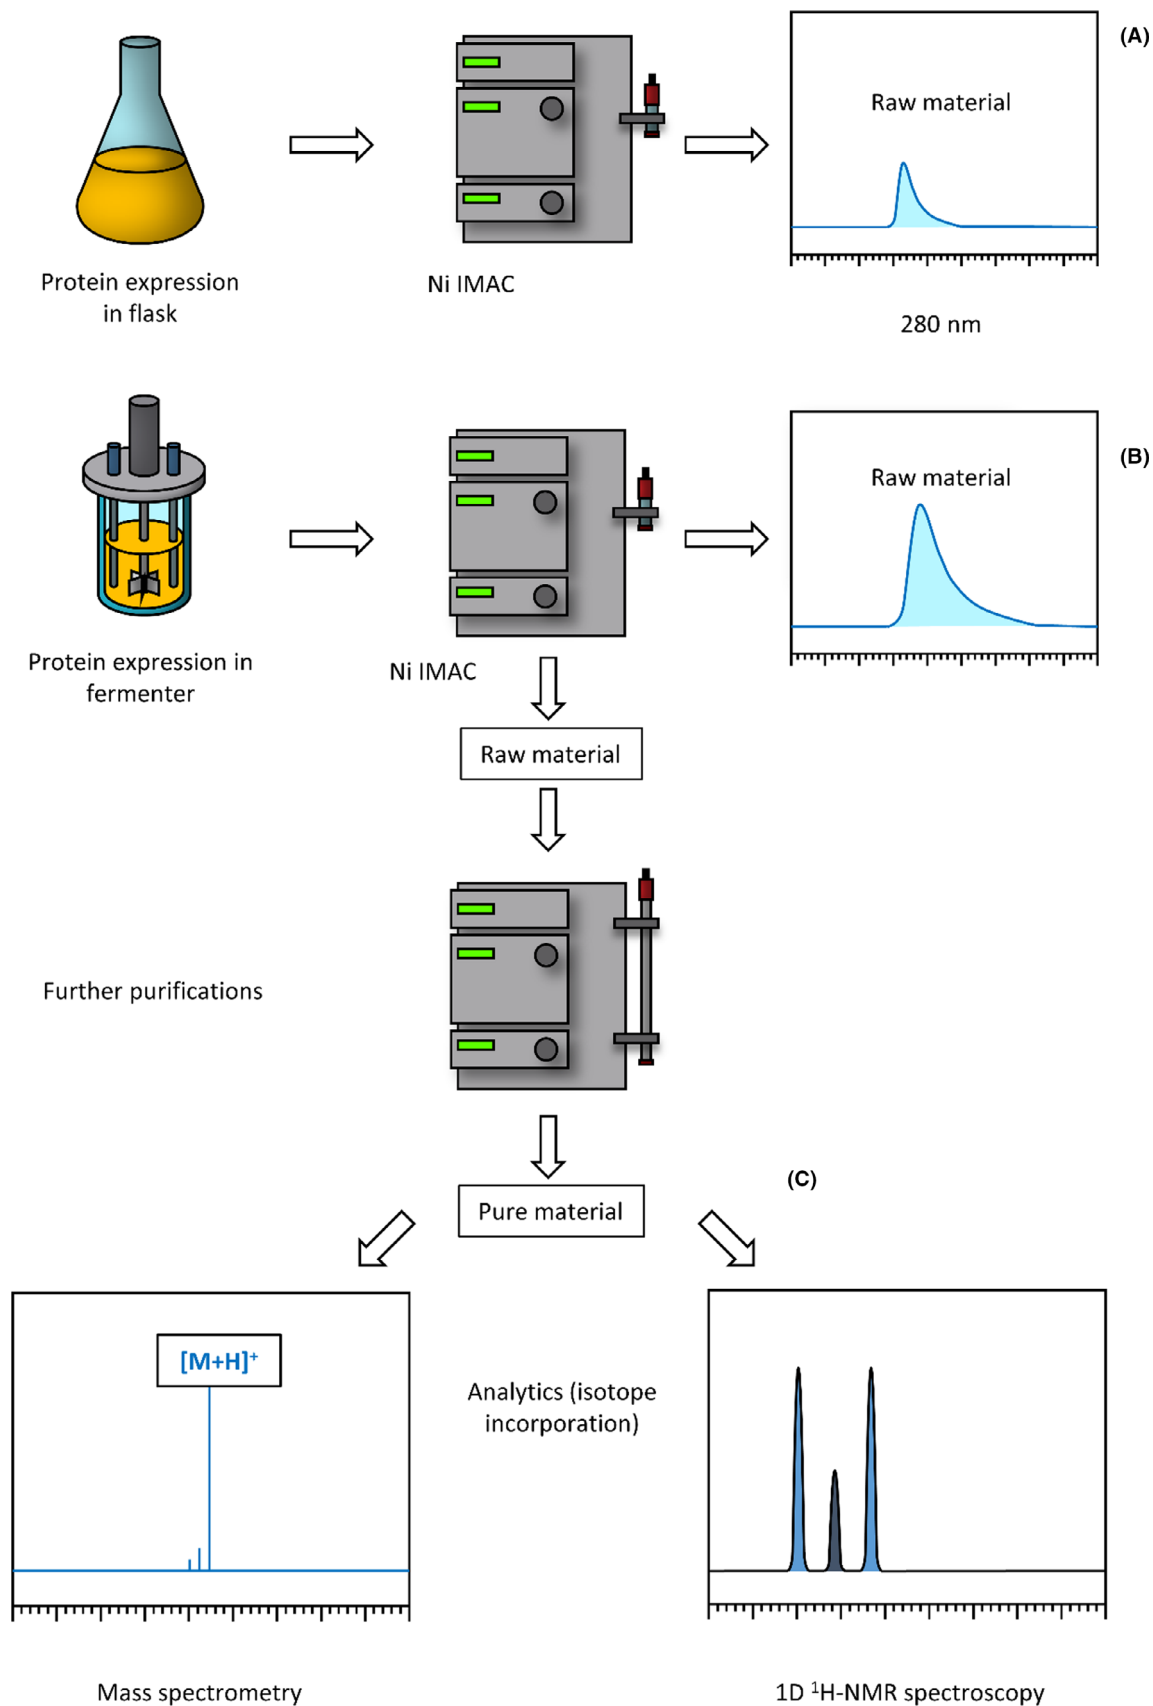 (A)
Raw material
Protein expression
in flask
Ni IMAC
280 nm
(B)
Raw material
Protein expression in
fermenter
Ni IMAC
Raw material
Further purifications
(C)
Pure material
[M+H]⁺
Analytics (isotope
incorporation)
Mass spectrometry
1D ¹H-NMR spectroscopy